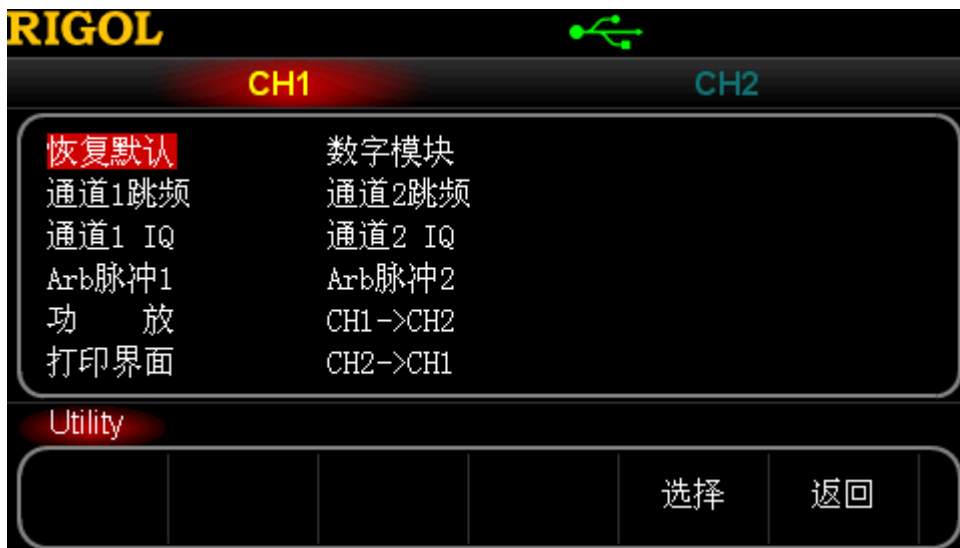 RIGOL
CH1 CH2
恢复默认 数字模块
通道1跳频 通道2跳频
通道1 IQ 通道2 IQ
Arb脉冲1 Arb脉冲2
功 放 CH1->CH2
打印界面 CH2->CH1
Utility
选择 返回